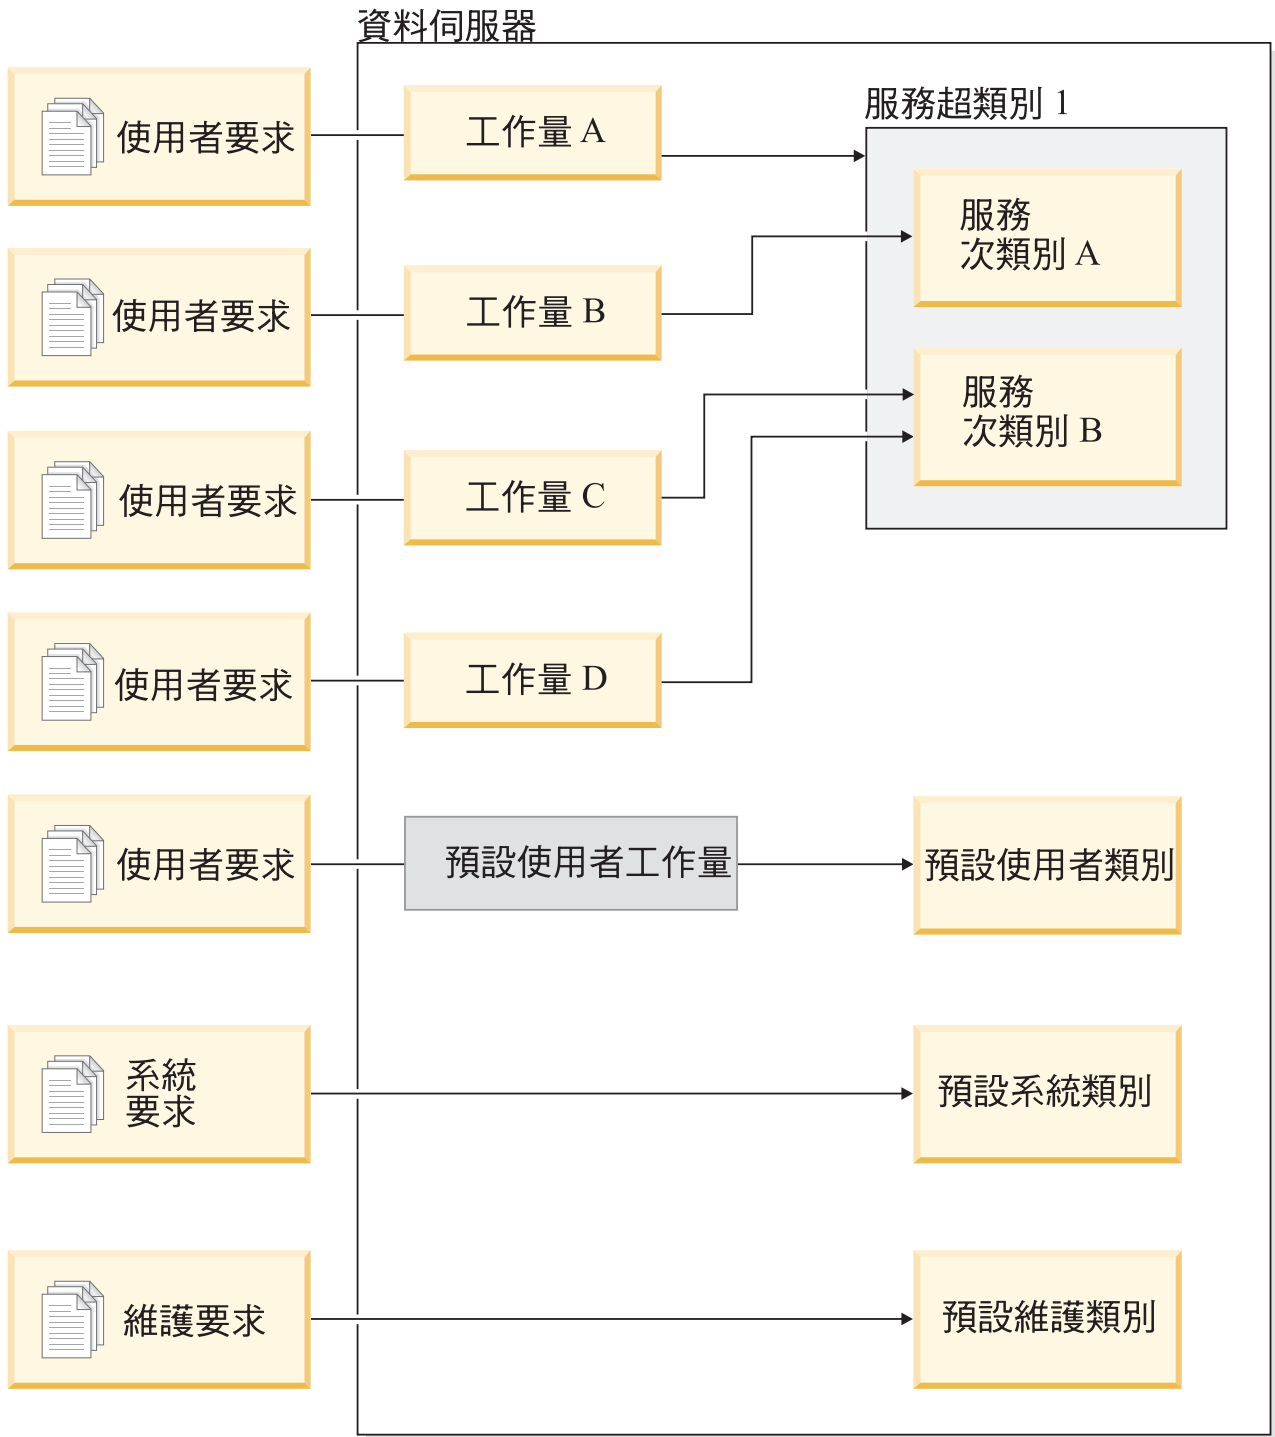 資料伺服器
使用者要求
工作量 A
服務超類別 1
服務
次類別 A
使用者要求
工作量 B
服務
次類別 B
使用者要求
工作量 C
使用者要求
工作量 D
使用者要求
預設使用者工作量
預設使用者類別
系統
要求
預設系統類別
維護要求
預設維護類別